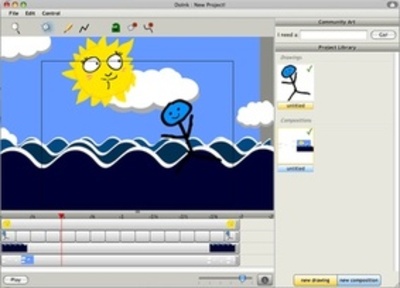 DoInk : New Project!
File Edit Control
Community Art
I need a:
Go!
Project Library
Drawings
untitled
Compositions
untitled
Play
new drawing
new composition